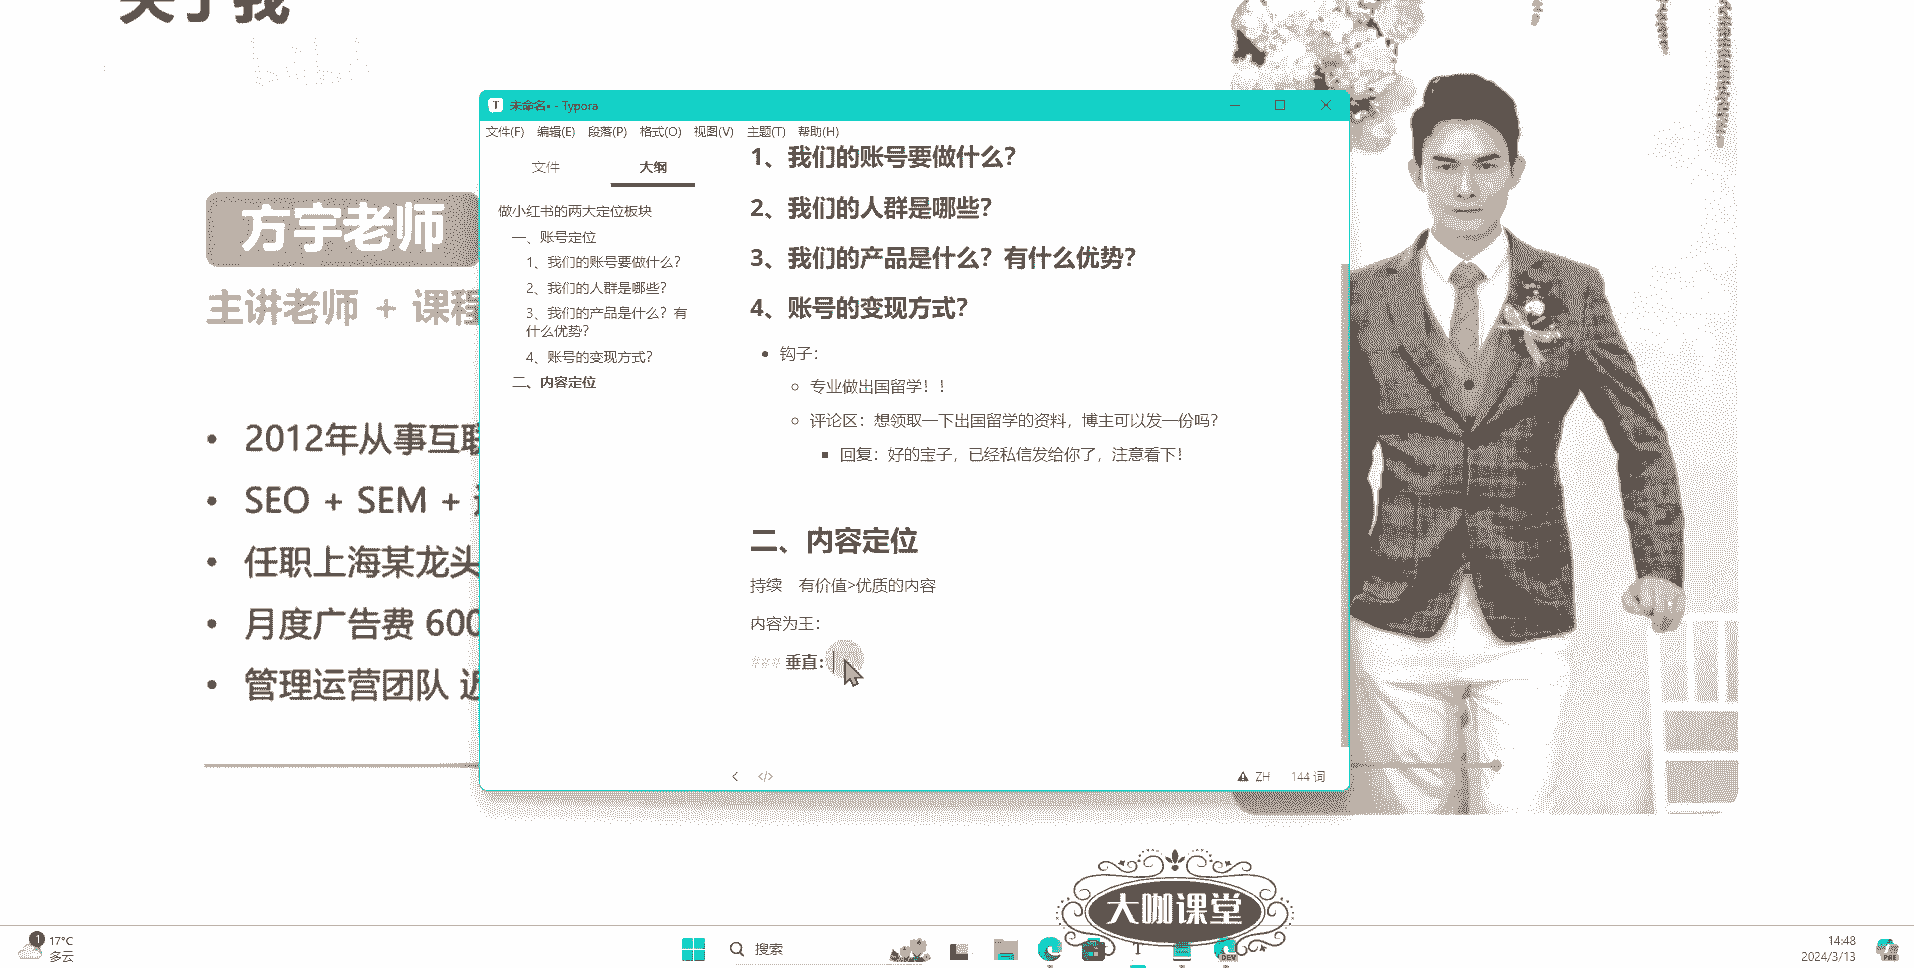 关于我
方宇老师
主讲老师 + 课程
2012年从事互联
SEO + SEM +
任职上海某龙头
月度广告费 600
管理运营团队 近
未命名• - Typora
文件(F) 编辑(E) 段落(P) 格式(O) 视图(V) 主题(T) 帮助(H)
文件 大纲
做小红书的两大定位板块
一、账号定位
1、我们的账号要做什么?
2、我们的人群是哪些?
3、我们的产品是什么?有
什么优势?
4、账号的变现方式?
二、内容定位
1、我们的账号要做什么?
2、我们的人群是哪些?
3、我们的产品是什么?有什么优势?
4、账号的变现方式?
钩子:
专业做出国留学!!
评论区:想领取一下出国留学的资料,博主可以发一份吗?
回复:好的宝子,已经私信发给你了,注意看下!
二、内容定位
持续 有价值>优质的内容
内容为王:
### 垂直:
</> ZH 144 词
大咖课堂
1 17°C
多云
搜索
T
DEV
14:48
2024/3/13
PRE